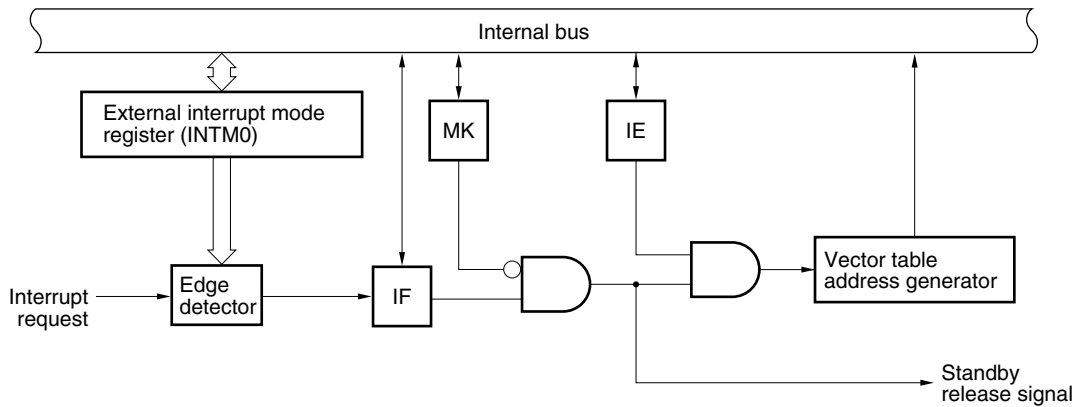 Internal bus
External interrupt mode
register (INTM0)
MK
IE
Interrupt
request
Edge
detector
IF
Vector table
address generator
Standby
release signal